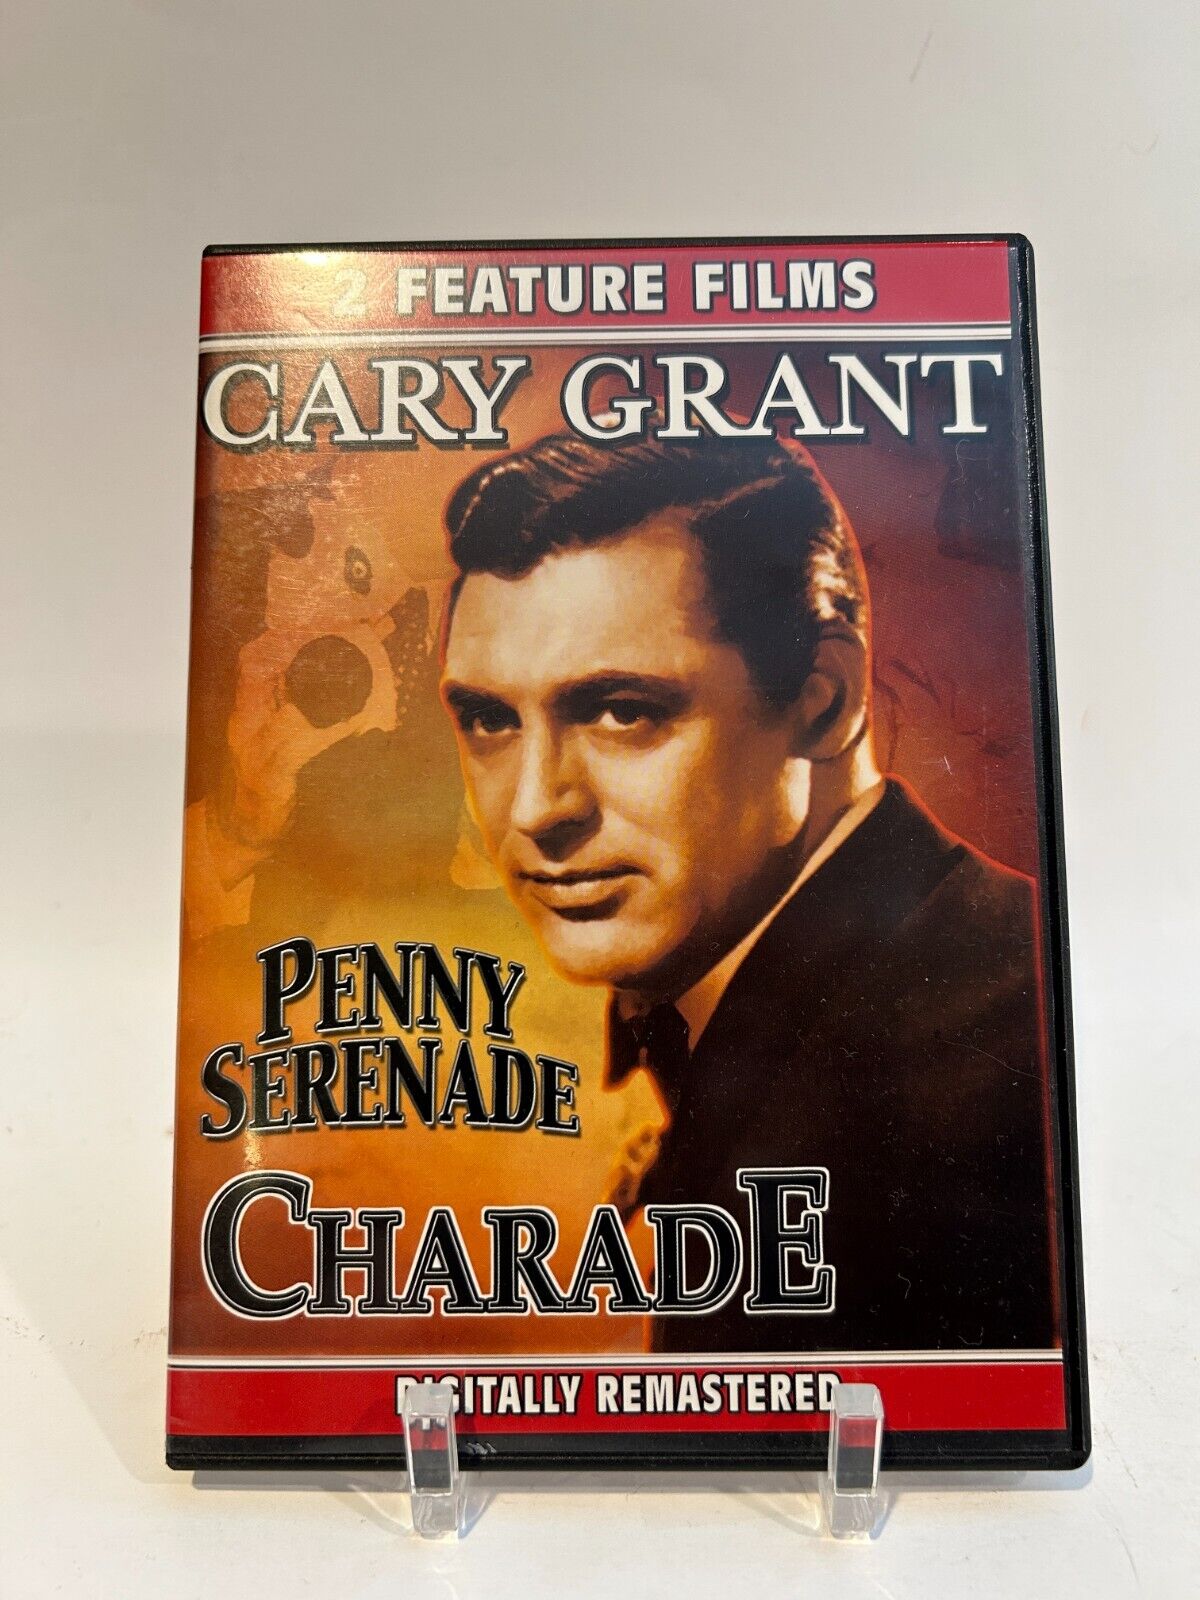 2 FEATURE FILMS
CARY GRANT
PENNY
SERENADE
CHARADE
DIGITALLY REMASTERED